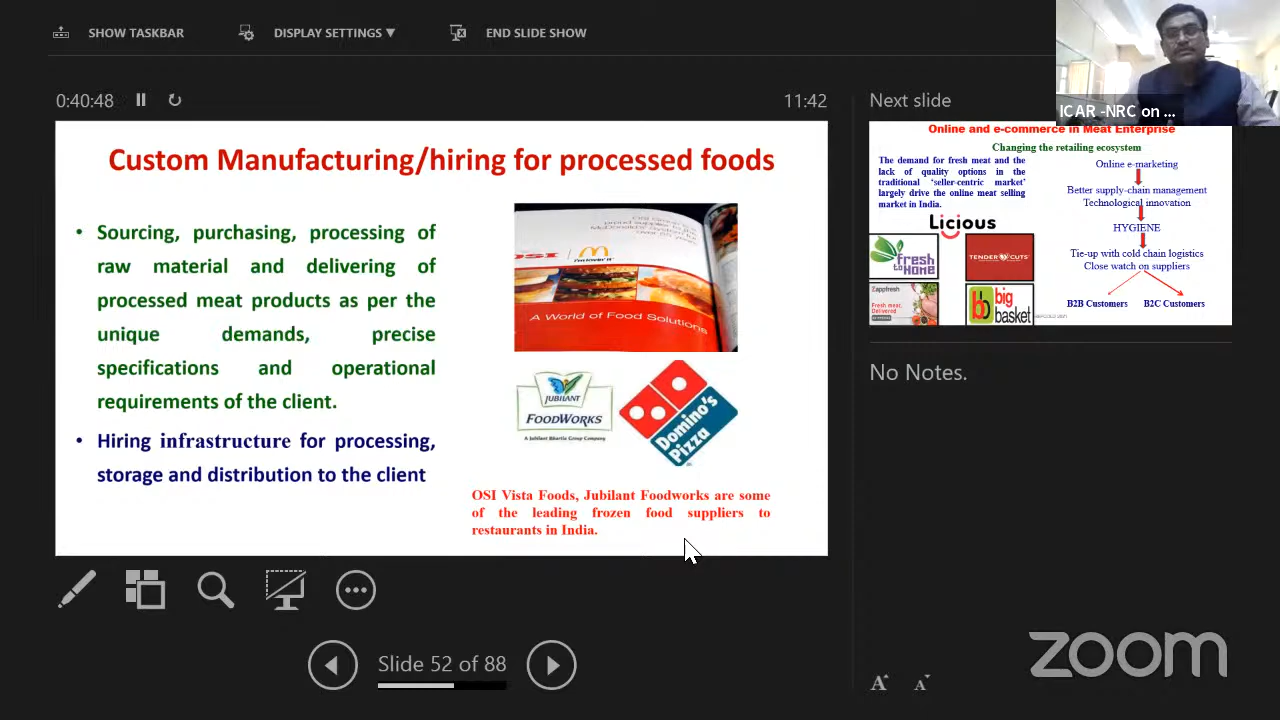 SHOW TASKBAR
DISPLAY SETTINGS ▼
END SLIDE SHOW
0:40:48
11:42
Custom Manufacturing/hiring for processed foods
• Sourcing, purchasing, processing of
raw material and delivering of
processed meat products as per the
unique demands, precise
specifications and operational
requirements of the client.
• Hiring infrastructure for processing,
storage and distribution to the client
McDonald's
i'm lovin' it
A World of Food Solutions
JUBILANT
FOODWORKS
A Jubilant Bhartia Group Company
Domino's
Pizza
OSI Vista Foods, Jubilant Foodworks are some
of the leading frozen food suppliers to
restaurants in India.
Slide 52 of 88
Next slide
ICAR -NRC on ...
Online and e-commerce in Meat Enterprise
Changing the retailing ecosystem
The demand for fresh meat and the
lack of quality options in the
traditional ‘seller-centric market’
largely drive the online meat selling
market in India.
Licious
fresh
to
Home
TENDER CUTS
Zappfresh
Fresh meat,
Delivered
bb big
basket
Online e-marketing
Better supply-chain management
Technological innovation
HYGIENE
Tie-up with cold chain logistics
Close watch on suppliers
B2B Customers B2C Customers
No Notes.
A A
zoom